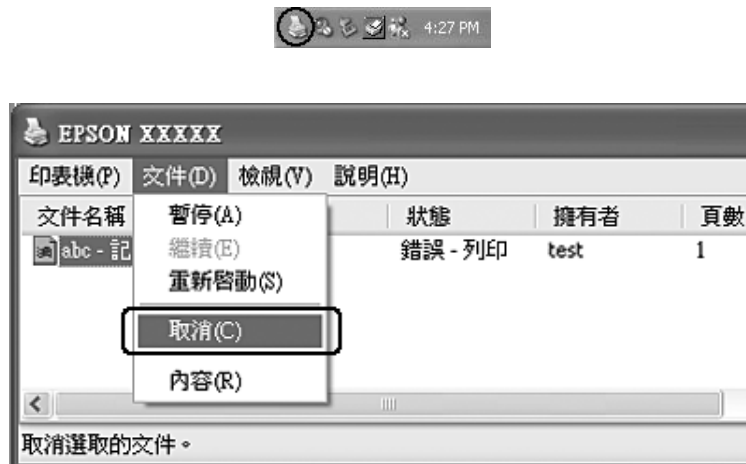 4:27 PM
EPSON XXXXX
印表機(P) 文件(D) 檢視(V) 說明(H)
文件名稱 狀態 擁有者 頁數
abc - 記 錯誤 - 列印 test 1
暫停(A)
繼續(E)
重新啓動(S)
取消(C)
內容(R)
取消選取的文件。